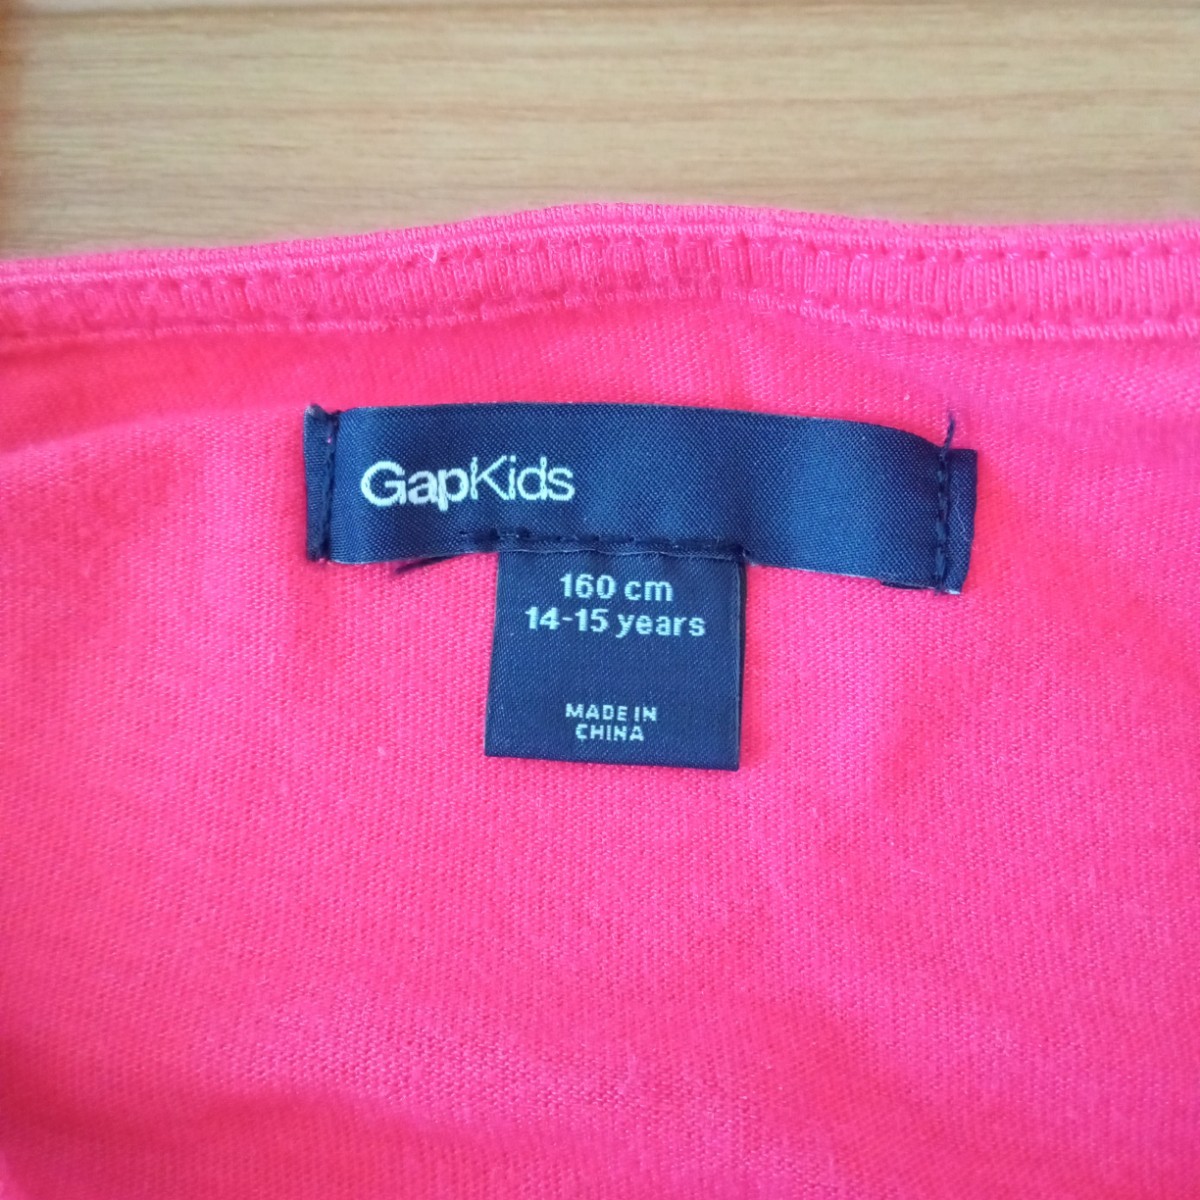 GapKids
160 cm
14-15 years
MADE IN
CHINA